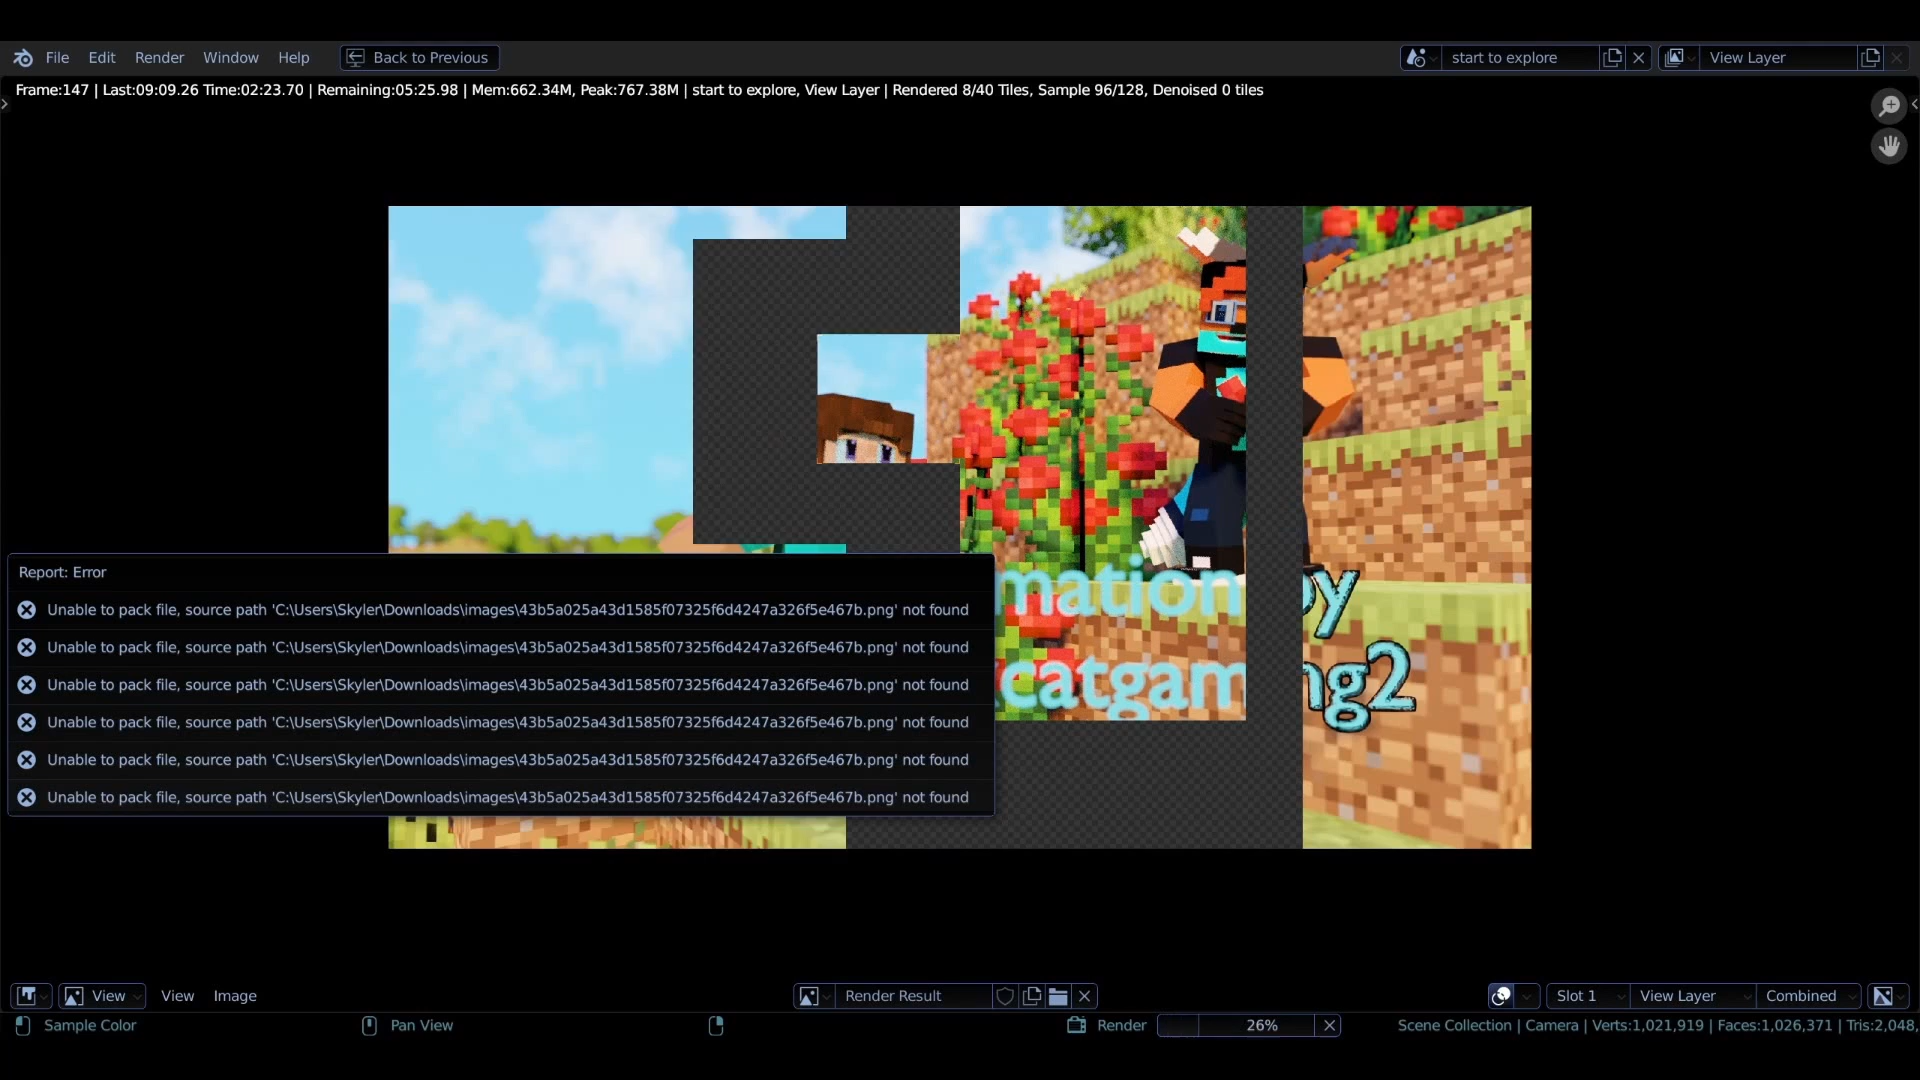 File Edit Render Window Help Back to Previous start to explore View Layer
Frame:147 | Last:09:09.26 Time:02:23.70 | Remaining:05:25.98 | Mem:662.34M, Peak:767.38M | start to explore, View Layer | Rendered 8/40 Tiles, Sample 96/128, Denoised 0 tiles
mation by
catgam ng2
Report: Error
Unable to pack file, source path 'C:\Users\Skyler\Downloads\images\43b5a025a43d1585f07325f6d4247a326f5e467b.png' not found
Unable to pack file, source path 'C:\Users\Skyler\Downloads\images\43b5a025a43d1585f07325f6d4247a326f5e467b.png' not found
Unable to pack file, source path 'C:\Users\Skyler\Downloads\images\43b5a025a43d1585f07325f6d4247a326f5e467b.png' not found
Unable to pack file, source path 'C:\Users\Skyler\Downloads\images\43b5a025a43d1585f07325f6d4247a326f5e467b.png' not found
Unable to pack file, source path 'C:\Users\Skyler\Downloads\images\43b5a025a43d1585f07325f6d4247a326f5e467b.png' not found
Unable to pack file, source path 'C:\Users\Skyler\Downloads\images\43b5a025a43d1585f07325f6d4247a326f5e467b.png' not found
View View Image Render Result Slot 1 View Layer Combined
Sample Color Pan View Render 26% Scene Collection | Camera | Verts:1,021,919 | Faces:1,026,371 | Tris:2,048,